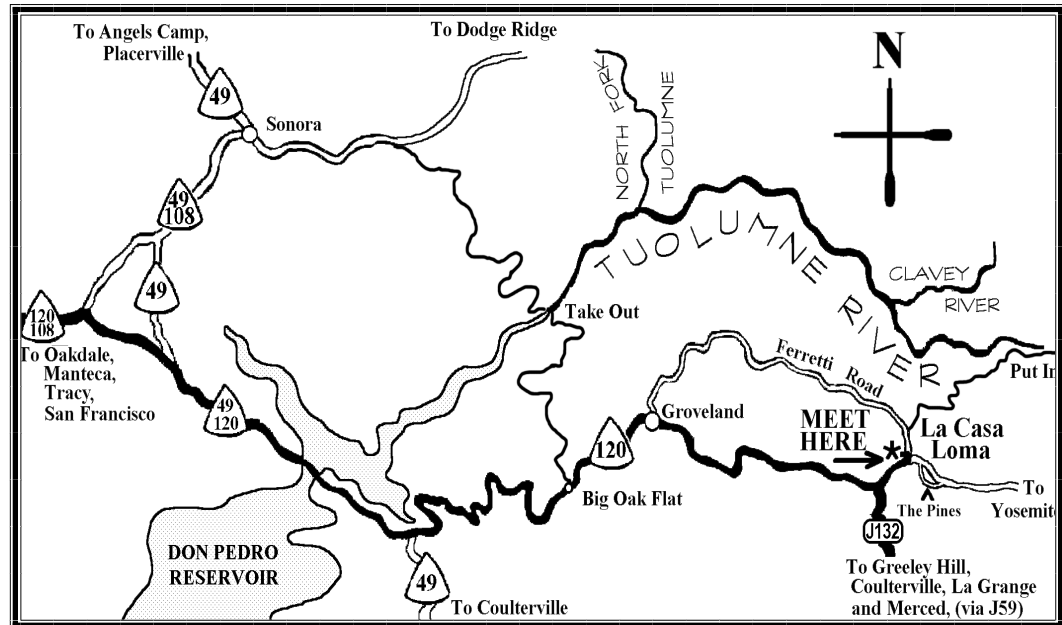 To Angels Camp,
Placerville
To Dodge Ridge
49
Sonora
NORTH FORK
TUOLUMNE
N
49
108
49
TUOLUMNE RIVER
CLAVEY
RIVER
120
108
To Oakdale,
Manteca,
Tracy,
San Francisco
Take Out
Ferretti Road
Put In
49
120
Groveland
MEET
HERE
*
La Casa
Loma
120
Big Oak Flat
The Pines
To
Yosemite
J132
DON PEDRO
RESERVOIR
49
To Coulterville
To Greeley Hill,
Coulterville, La Grange
and Merced, (via J59)